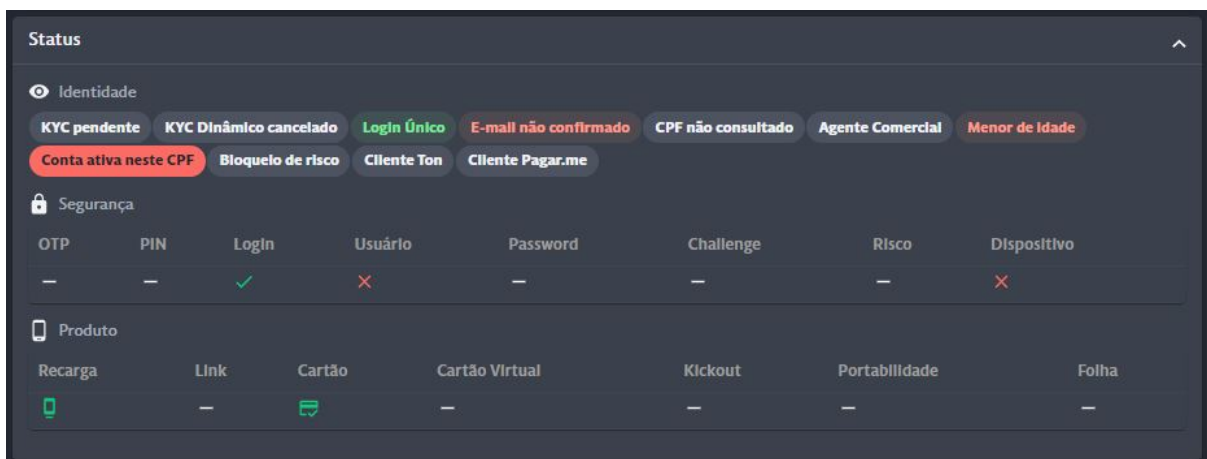 Status
Identidade
KYC pendente KYC Dinâmico cancelado Login Único E-mail não confirmado CPF não consultado Agente Comercial Menor de idade
Conta ativa neste CPF Bloqueio de risco Cliente Ton Cliente Pagar.me
Segurança
OTP PIN Login Usuário Password Challenge Risco Dispositivo
— — — — —
Produto
Recarga Link Cartão Cartão Virtual Kickout Portabilidade Folha
— — — — —